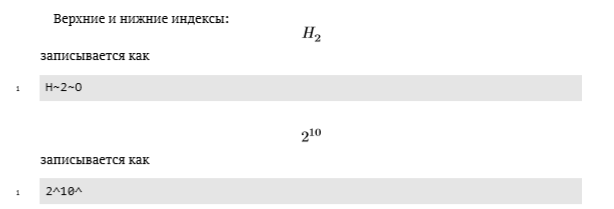 Верхние и нижние индексы:
H₂
записывается как
1 H~2~O
2¹⁰
записывается как
1 2^10^